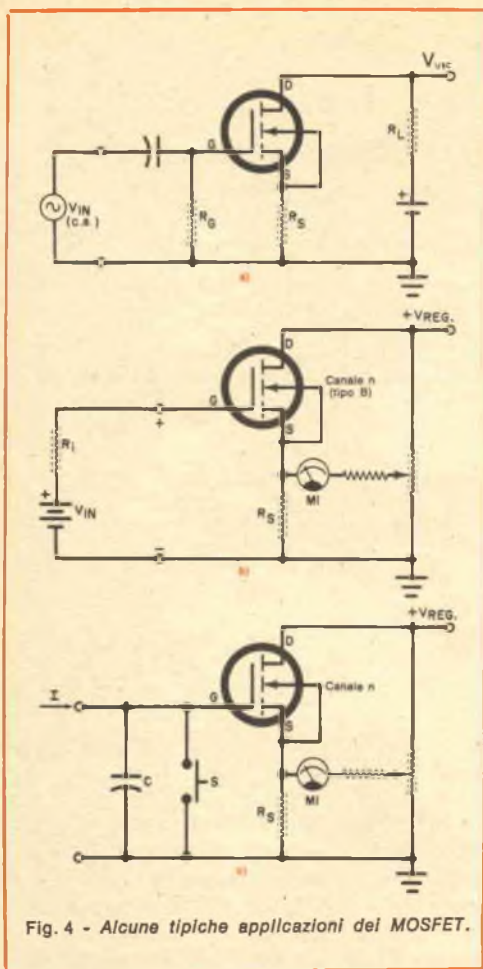 Vusc
D
RL
G
+
VIN
(c.a.)
S
RG
RS
a)
+VREG.
D
Canale n
(tipo B)
G
+
S
Ri
MI
+
VIN
RS
–
b)
+VREG.
D
I
G
Canale n
S
C
S
MI
RS
c)
Fig. 4 - Alcune tipiche applicazioni dei MOSFET.